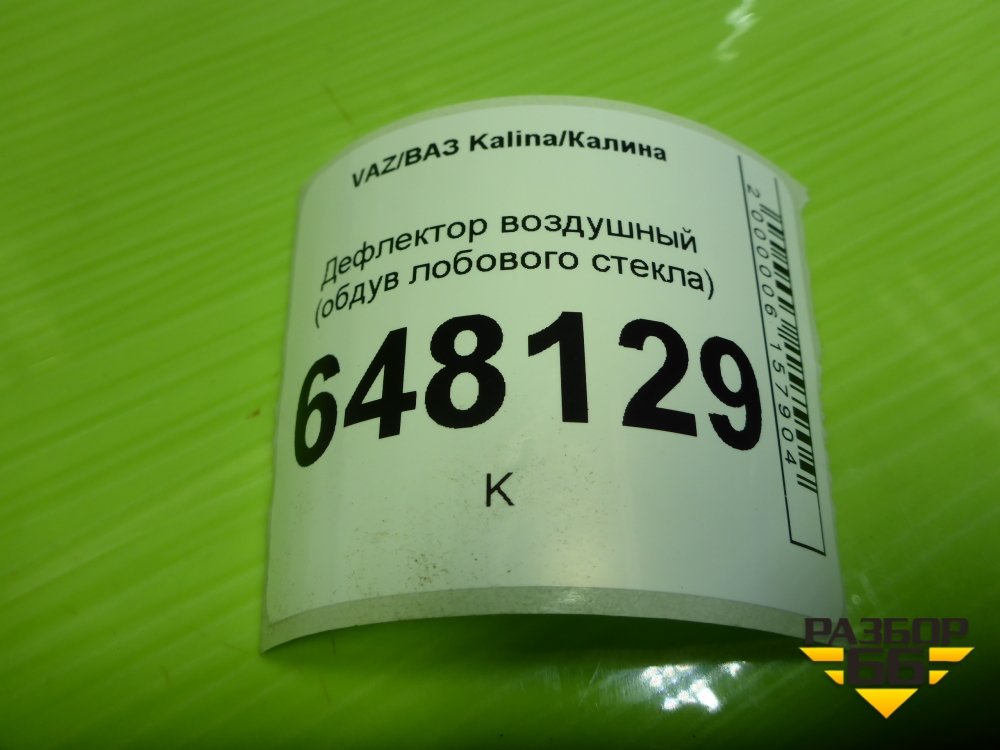 VAZ/ВАЗ Kalina/Калина
Дефлектор воздушный
(обдув лобового стекла)
648129
К
2000006157904
РАЗБОР
66